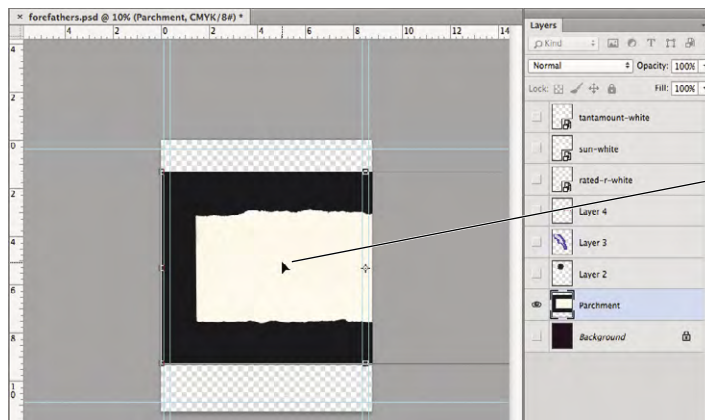 × forefathers.psd @ 10% (Parchment, CMYK/8#) *
4 2 0 2 4 6 8 10 12 14
4
2
0
2
4
6
8
1
0
Layers
Kind
Normal Opacity: 100%
Lock: Fill: 100%
tantamount-white
sun-white
rated-r-white
Layer 4
Layer 3
Layer 2
Parchment
Background